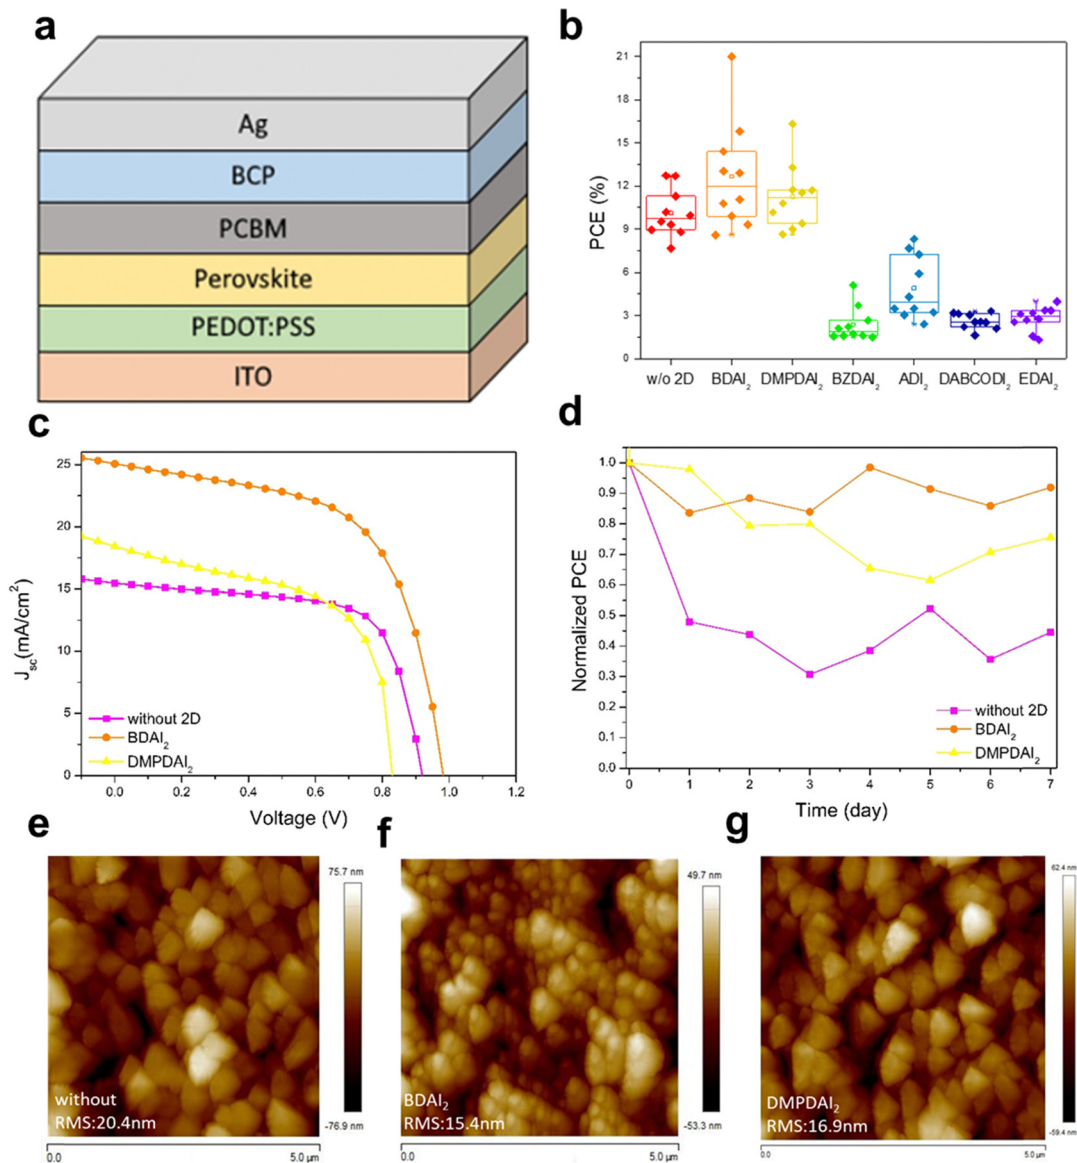 a
Ag
BCP
PCBM
Perovskite
PEDOT:PSS
ITO
b
PCE (%)
21
18
15
12
9
6
3
0
w/o 2D BDAI₂ DMPDAI₂ BZDAI₂ ADI₂ DABCODI₂ EDAI₂
c
J_sc(mA/cm²)
25
20
15
10
5
0
without 2D
BDAI₂
DMPDAI₂
0.0 0.2 0.4 0.6 0.8 1.0 1.2
Voltage (V)
d
Normalized PCE
1.0
0.9
0.8
0.7
0.6
0.5
0.4
0.3
0.2
0.1
0.0
without 2D
BDAI₂
DMPDAI₂
0 1 2 3 4 5 6 7
Time (day)
e
75.7 nm
without
RMS:20.4nm
-76.9 nm
0.0 5.0 µm
f
49.7 nm
BDAI₂
RMS:15.4nm
-53.3 nm
0.0 5.0 µm
g
62.4 nm
DMPDAI₂
RMS:16.9nm
-59.4 nm
0.0 5.0 µm